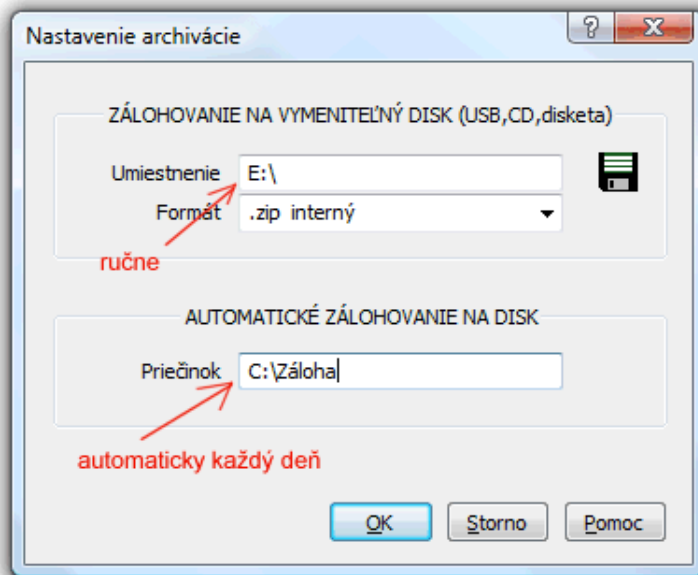 Nastavenie archivácie
?
ZÁLOHOVANIE NA VYMENITEĽNÝ DISK (USB,CD,disketa)
Umiestnenie E:\
Formát .zip interný
ručne
AUTOMATICKÉ ZÁLOHOVANIE NA DISK
Priečinok C:\Záloha
automaticky každý deň
OK Storno Pomoc